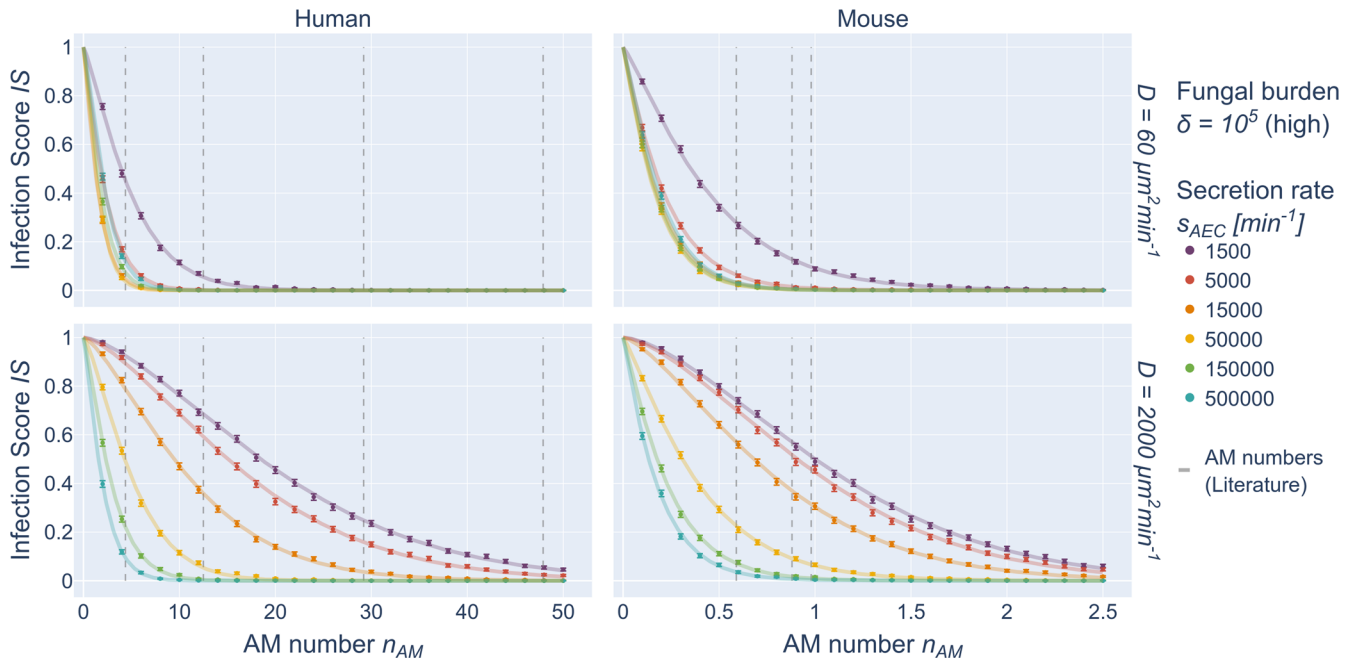 Human
Mouse
Infection Score IS
1
0.8
0.6
0.4
0.2
0
D = 60 μm²min⁻¹
Infection Score IS
1
0.8
0.6
0.4
0.2
0
D = 2000 μm²min⁻¹
0 10 20 30 40 50
0 0.5 1 1.5 2 2.5
AM number n_AM
AM number n_AM
Fungal burden
δ = 10⁵ (high)
Secretion rate
s_AEC [min⁻¹]
1500
5000
15000
50000
150000
500000
AM numbers
(Literature)